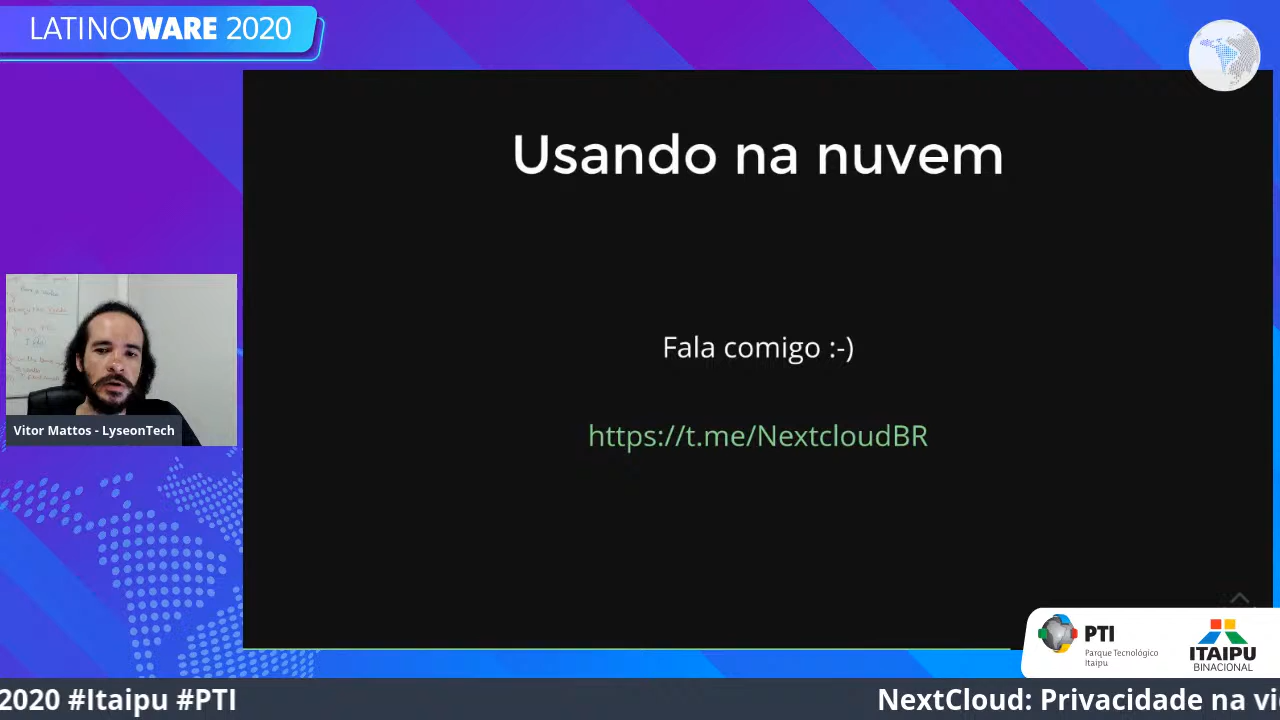 LATINOWARE 2020
Usando na nuvem
Fala comigo :-)
https://t.me/NextcloudBR
Vitor Mattos - LyseonTech
PTI
Parque Tecnológico
Itaipu
ITAIPU
BINACIONAL
2020 #Itaipu #PTI
NextCloud: Privacidade na